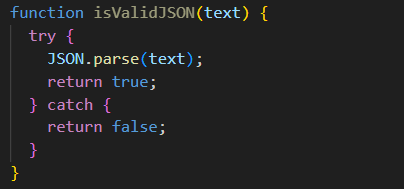 function isValidJSON(text) {
  try {
    JSON.parse(text);
    return true;
  } catch {
    return false;
  }
}